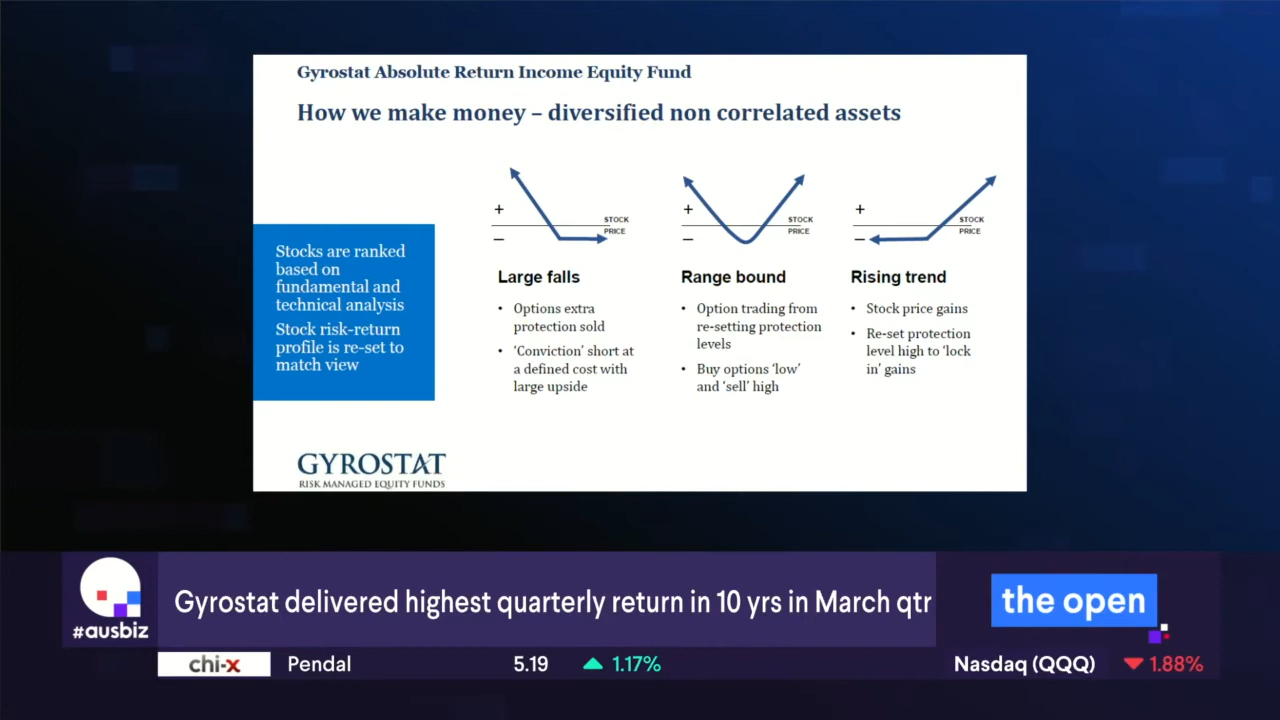 Gyrostat Absolute Return Income Equity Fund
How we make money – diversified non correlated assets
Stocks are ranked
based on
fundamental and
technical analysis
Stock risk-return
profile is re-set to
match view
+
–
STOCK
PRICE
Large falls
• Options extra
protection sold
• ‘Conviction’ short at
a defined cost with
large upside
+
–
STOCK
PRICE
Range bound
• Option trading from
re-setting protection
levels
• Buy options ‘low’
and ‘sell’ high
+
–
STOCK
PRICE
Rising trend
• Stock price gains
• Re-set protection
level high to ‘lock
in’ gains
GYROSTAT
RISK MANAGED EQUITY FUNDS
#ausbiz
Gyrostat delivered highest quarterly return in 10 yrs in March qtr
the open
chi-x Pendal 5.19 1.17% Nasdaq (QQQ) 1.88%